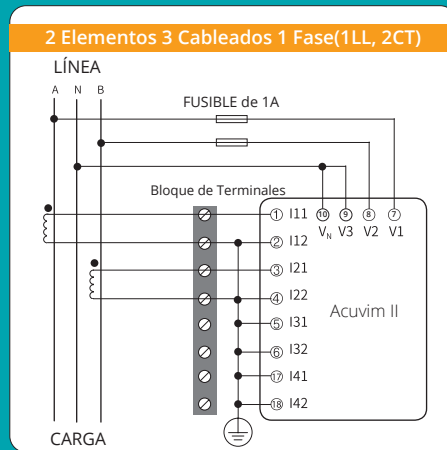 2 Elementos 3 Cableados 1 Fase(1LL, 2CT)
LÍNEA
A N B
FUSIBLE de 1A
Bloque de Terminales
10 9 8 7
VN V3 V2 V1
1 I11
2 I12
3 I21
4 I22
5 I31
6 I32
17 I41
18 I42
Acuvim II
CARGA